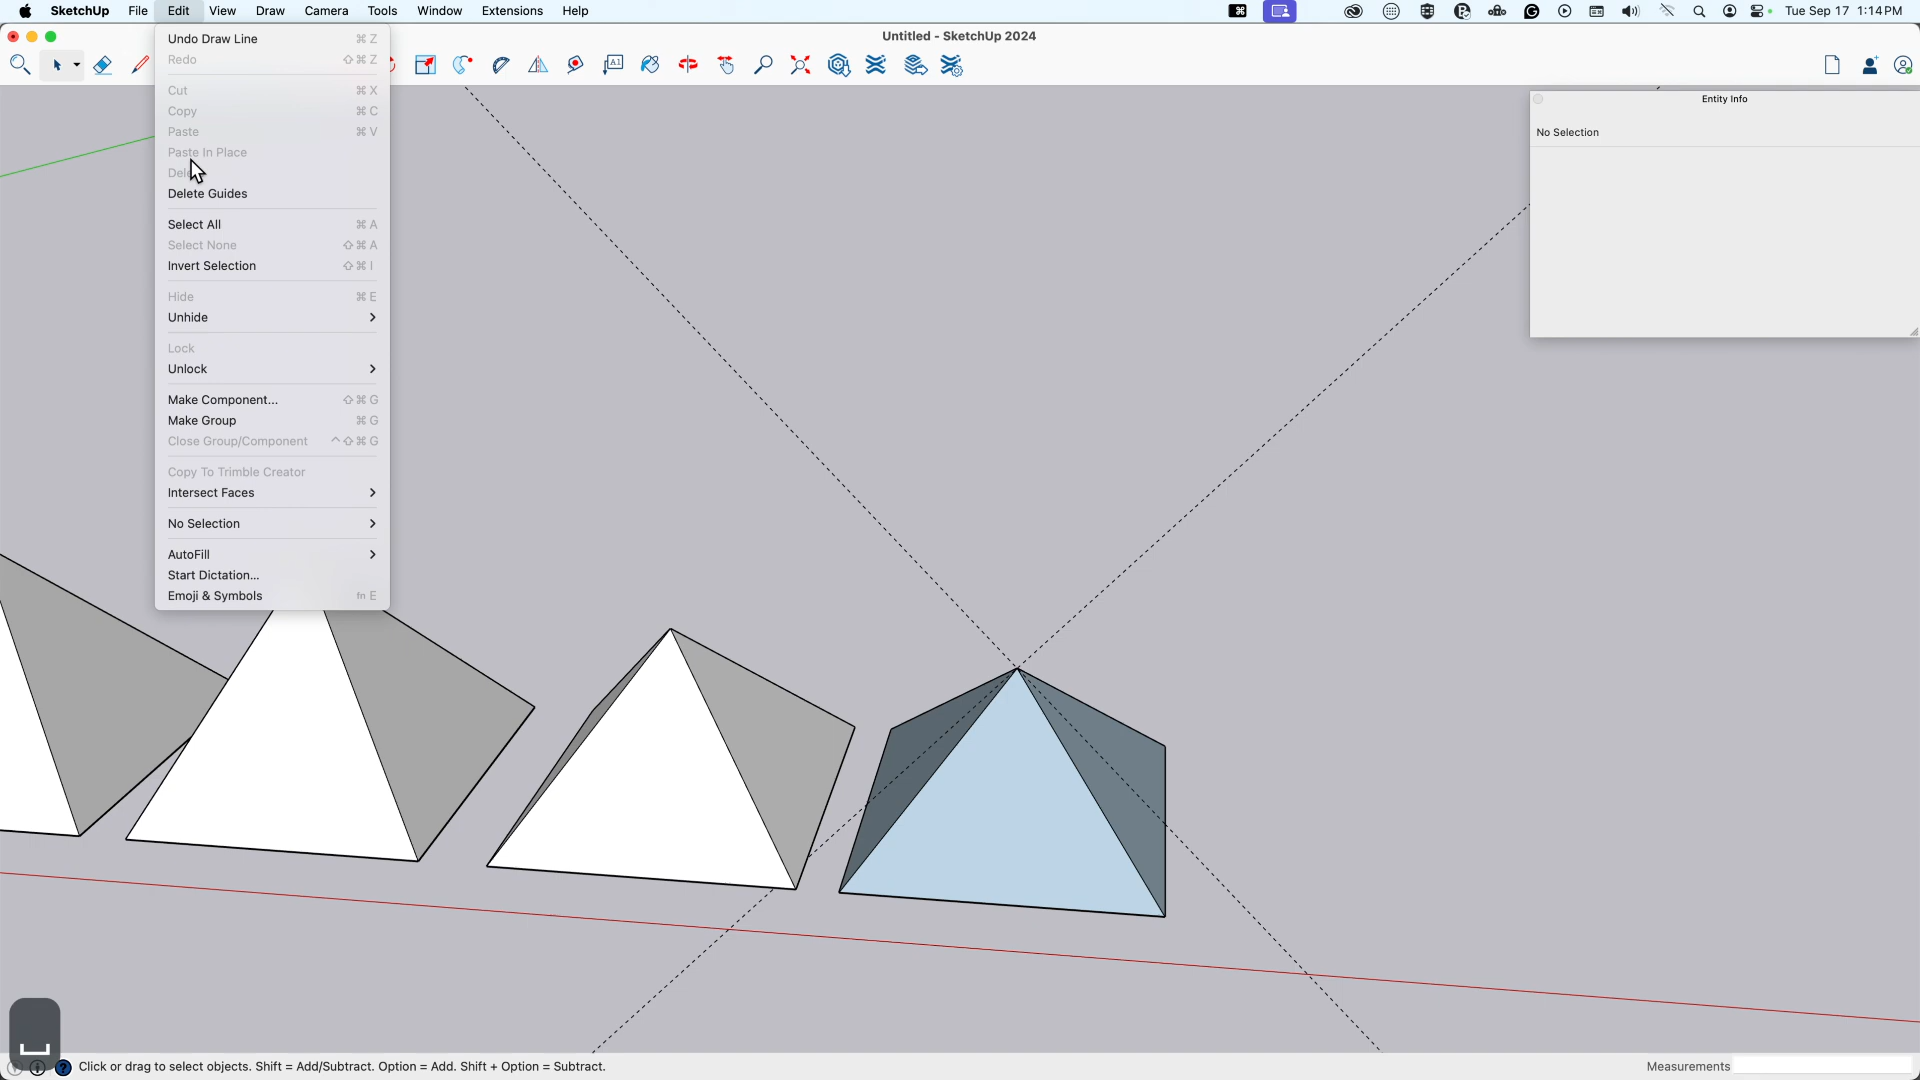 SketchUp File Edit View Draw Camera Tools Window Extensions Help Tue Sep 17 1:14 PM
Untitled - SketchUp 2024
Undo Draw Line ⌘ Z
Redo ⇧ ⌘ Z
Cut ⌘ X
Copy ⌘ C
Paste ⌘ V
Paste In Place
Delete Guides
Select All ⌘ A
Select None ⇧ ⌘ A
Invert Selection ⇧ ⌘ I
Hide ⌘ E
Unhide
Lock
Unlock
Make Component... ⇧ ⌘ G
Make Group ⌘ G
Close Group/Component ^ ⇧ ⌘ G
Copy To Trimble Creator
Intersect Faces
No Selection
AutoFill
Start Dictation...
Emoji & Symbols fn E
Entity Info
No Selection
Click or drag to select objects. Shift = Add/Subtract. Option = Add. Shift + Option = Subtract.
Measurements